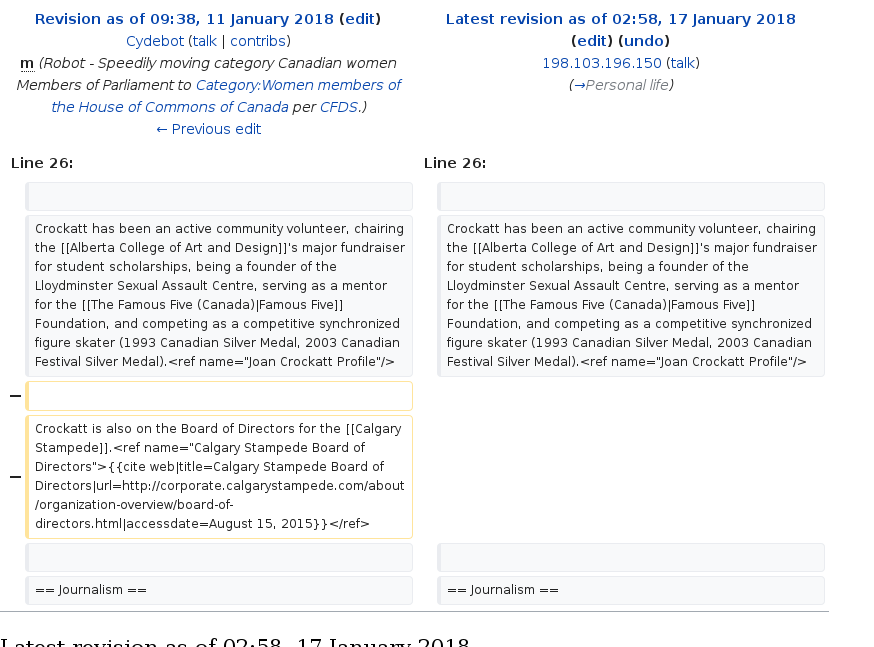 Revision as of 09:38, 11 January 2018 (edit)
Cydebot (talk | contribs)
m (Robot - Speedily moving category Canadian women
Members of Parliament to Category:Women members of
the House of Commons of Canada per CFDS.)
← Previous edit
Latest revision as of 02:58, 17 January 2018
(edit) (undo)
198.103.196.150 (talk)
(→Personal life)
Line 26:
Line 26:
Crockatt has been an active community volunteer, chairing
the [[Alberta College of Art and Design]]'s major fundraiser
for student scholarships, being a founder of the
Lloydminster Sexual Assault Centre, serving as a mentor
for the [[The Famous Five (Canada)|Famous Five]]
Foundation, and competing as a competitive synchronized
figure skater (1993 Canadian Silver Medal, 2003 Canadian
Festival Silver Medal).<ref name="Joan Crockatt Profile"/>
Crockatt has been an active community volunteer, chairing
the [[Alberta College of Art and Design]]'s major fundraiser
for student scholarships, being a founder of the
Lloydminster Sexual Assault Centre, serving as a mentor
for the [[The Famous Five (Canada)|Famous Five]]
Foundation, and competing as a competitive synchronized
figure skater (1993 Canadian Silver Medal, 2003 Canadian
Festival Silver Medal).<ref name="Joan Crockatt Profile"/>
−
−
Crockatt is also on the Board of Directors for the [[Calgary
Stampede]].<ref name="Calgary Stampede Board of
Directors">{{cite web|title=Calgary Stampede Board of
Directors|url=http://corporate.calgarystampede.com/about
/organization-overview/board-of-
directors.html|accessdate=August 15, 2015}}</ref>
== Journalism ==
== Journalism ==
Latest revision as of 02:58, 17 January 2018